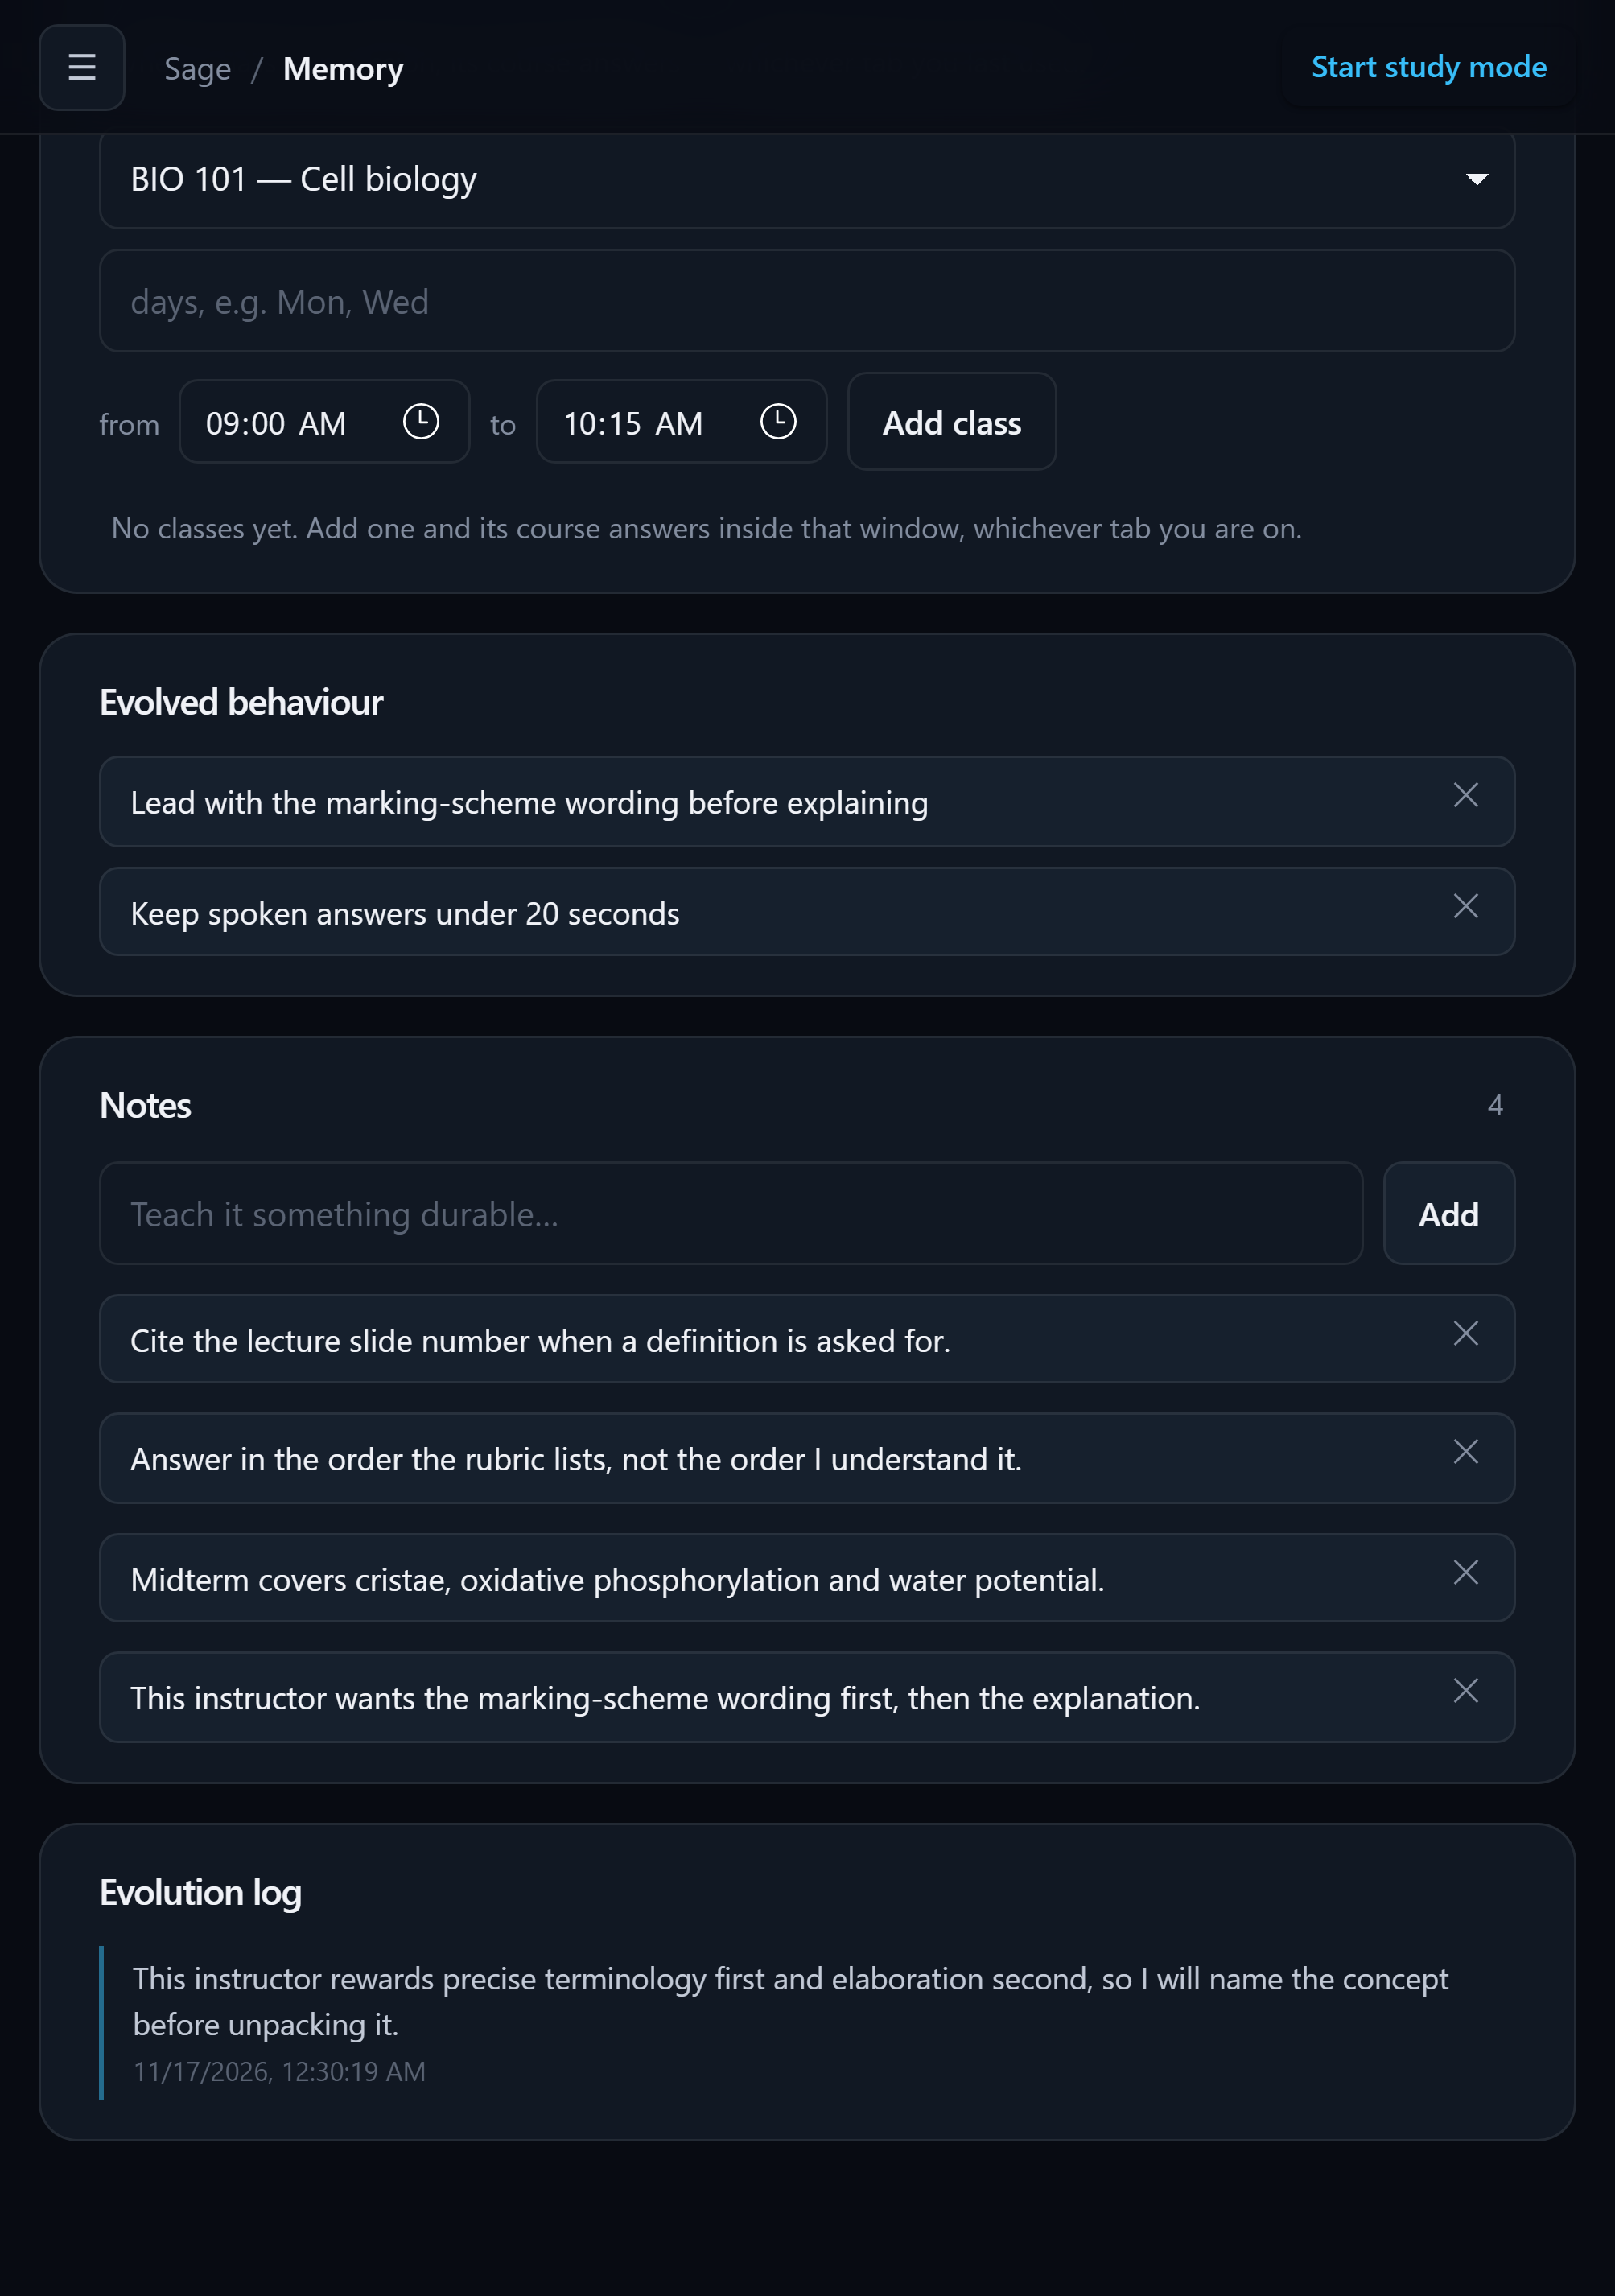 Sage / Memory
Start study mode
BIO 101 — Cell biology
days, e.g. Mon, Wed
from 09:00 AM to 10:15 AM Add class
No classes yet. Add one and its course answers inside that window, whichever tab you are on.
Evolved behaviour
Lead with the marking-scheme wording before explaining
Keep spoken answers under 20 seconds
Notes 4
Teach it something durable... Add
Cite the lecture slide number when a definition is asked for.
Answer in the order the rubric lists, not the order I understand it.
Midterm covers cristae, oxidative phosphorylation and water potential.
This instructor wants the marking-scheme wording first, then the explanation.
Evolution log
This instructor rewards precise terminology first and elaboration second, so I will name the concept
before unpacking it.
11/17/2026, 12:30:19 AM